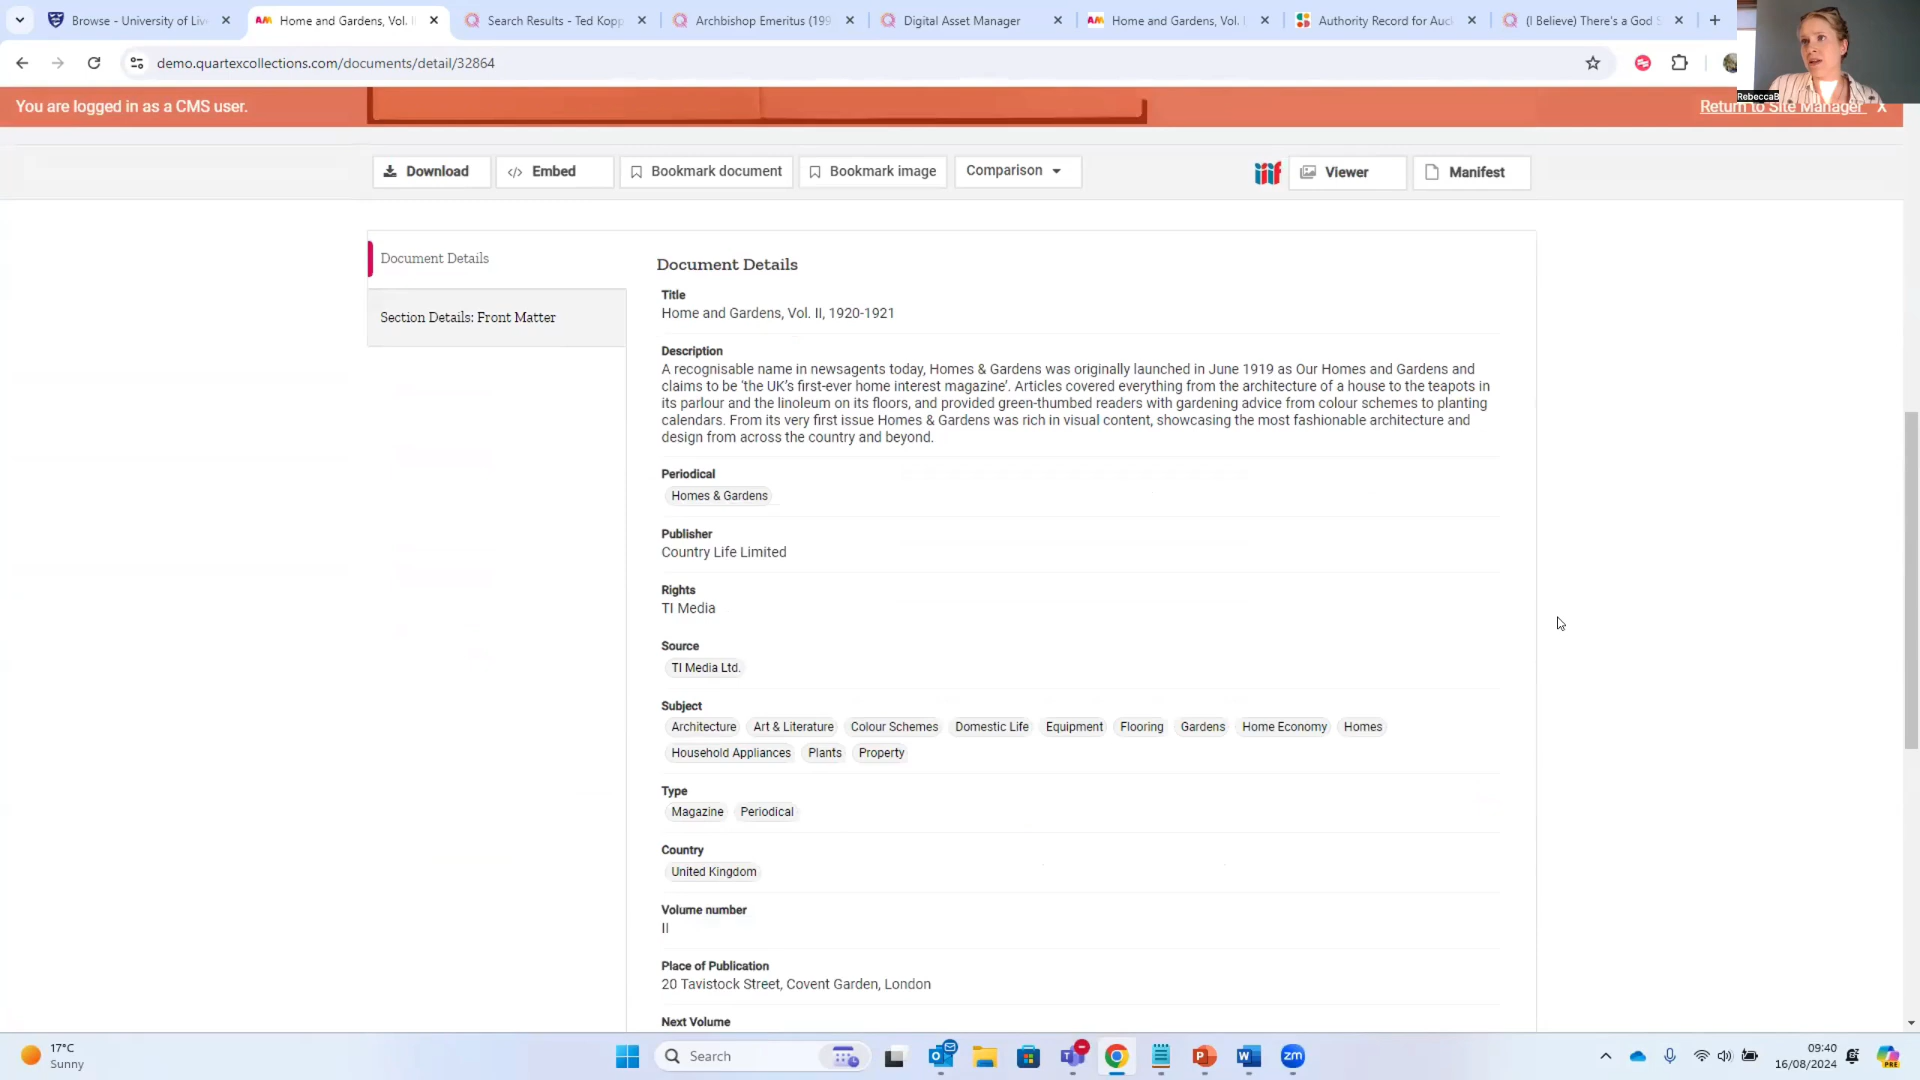 Browse - University of Liv
Home and Gardens, Vol. I
Search Results - Ted Kopp
Archbishop Emeritus (199
Digital Asset Manager
Home and Gardens, Vol.
Authority Record for Auc
(I Believe) There's a God S
demo.quartexcollections.com/documents/detail/32864
RebeccaB
You are logged in as a CMS user.
Return to Site Manager X
Download
Embed
Bookmark document
Bookmark image
Comparison
iiif
Viewer
Manifest
Document Details
Section Details: Front Matter
Document Details
Title
Home and Gardens, Vol. II, 1920-1921
Description
A recognisable name in newsagents today, Homes & Gardens was originally launched in June 1919 as Our Homes and Gardens and
claims to be ‘the UK’s first-ever home interest magazine’. Articles covered everything from the architecture of a house to the teapots in
its parlour and the linoleum on its floors, and provided green-thumbed readers with gardening advice from colour schemes to planting
calendars. From its very first issue Homes & Gardens was rich in visual content, showcasing the most fashionable architecture and
design from across the country and beyond.
Periodical
Homes & Gardens
Publisher
Country Life Limited
Rights
TI Media
Source
TI Media Ltd.
Subject
Architecture Art & Literature Colour Schemes Domestic Life Equipment Flooring Gardens Home Economy Homes
Household Appliances Plants Property
Type
Magazine Periodical
Country
United Kingdom
Volume number
II
Place of Publication
20 Tavistock Street, Covent Garden, London
Next Volume
17°C
Sunny
Search
zm
09:40
16/08/2024
PRE